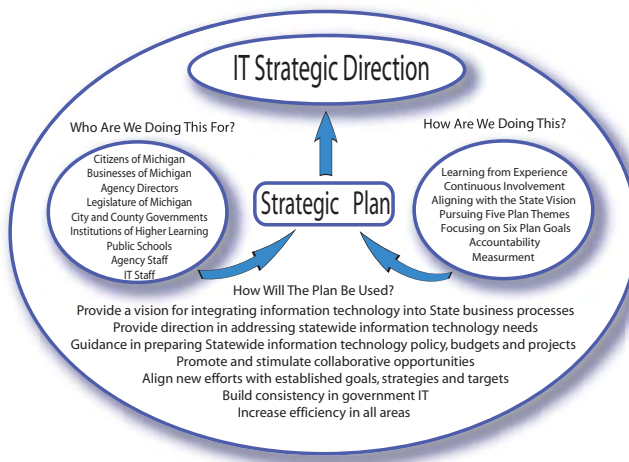 IT Strategic Direction
Who Are We Doing This For?
Citizens of Michigan
Businesses of Michigan
Agency Directors
Legislature of Michigan
City and County Governments
Institutions of Higher Learning
Public Schools
Agency Staff
IT Staff
Strategic Plan
How Are We Doing This?
Learning from Experience
Continuous Involvement
Aligning with the State Vision
Pursuing Five Plan Themes
Focusing on Six Plan Goals
Accountability
Measurment
How Will The Plan Be Used?
Provide a vision for integrating information technology into State business processes
Provide direction in addressing statewide information technology needs
Guidance in preparing Statewide information technology policy, budgets and projects
Promote and stimulate collaborative opportunities
Align new efforts with established goals, strategies and targets
Build consistency in government IT
Increase efficiency in all areas